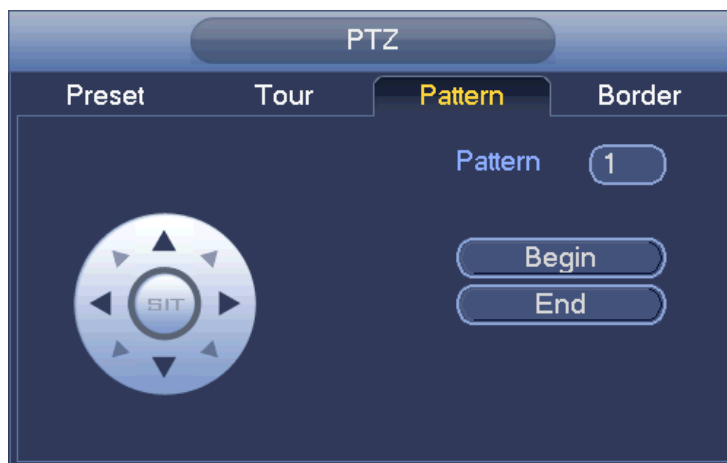 PTZ
Preset Tour Pattern Border
Pattern 1
Begin
SIT
End